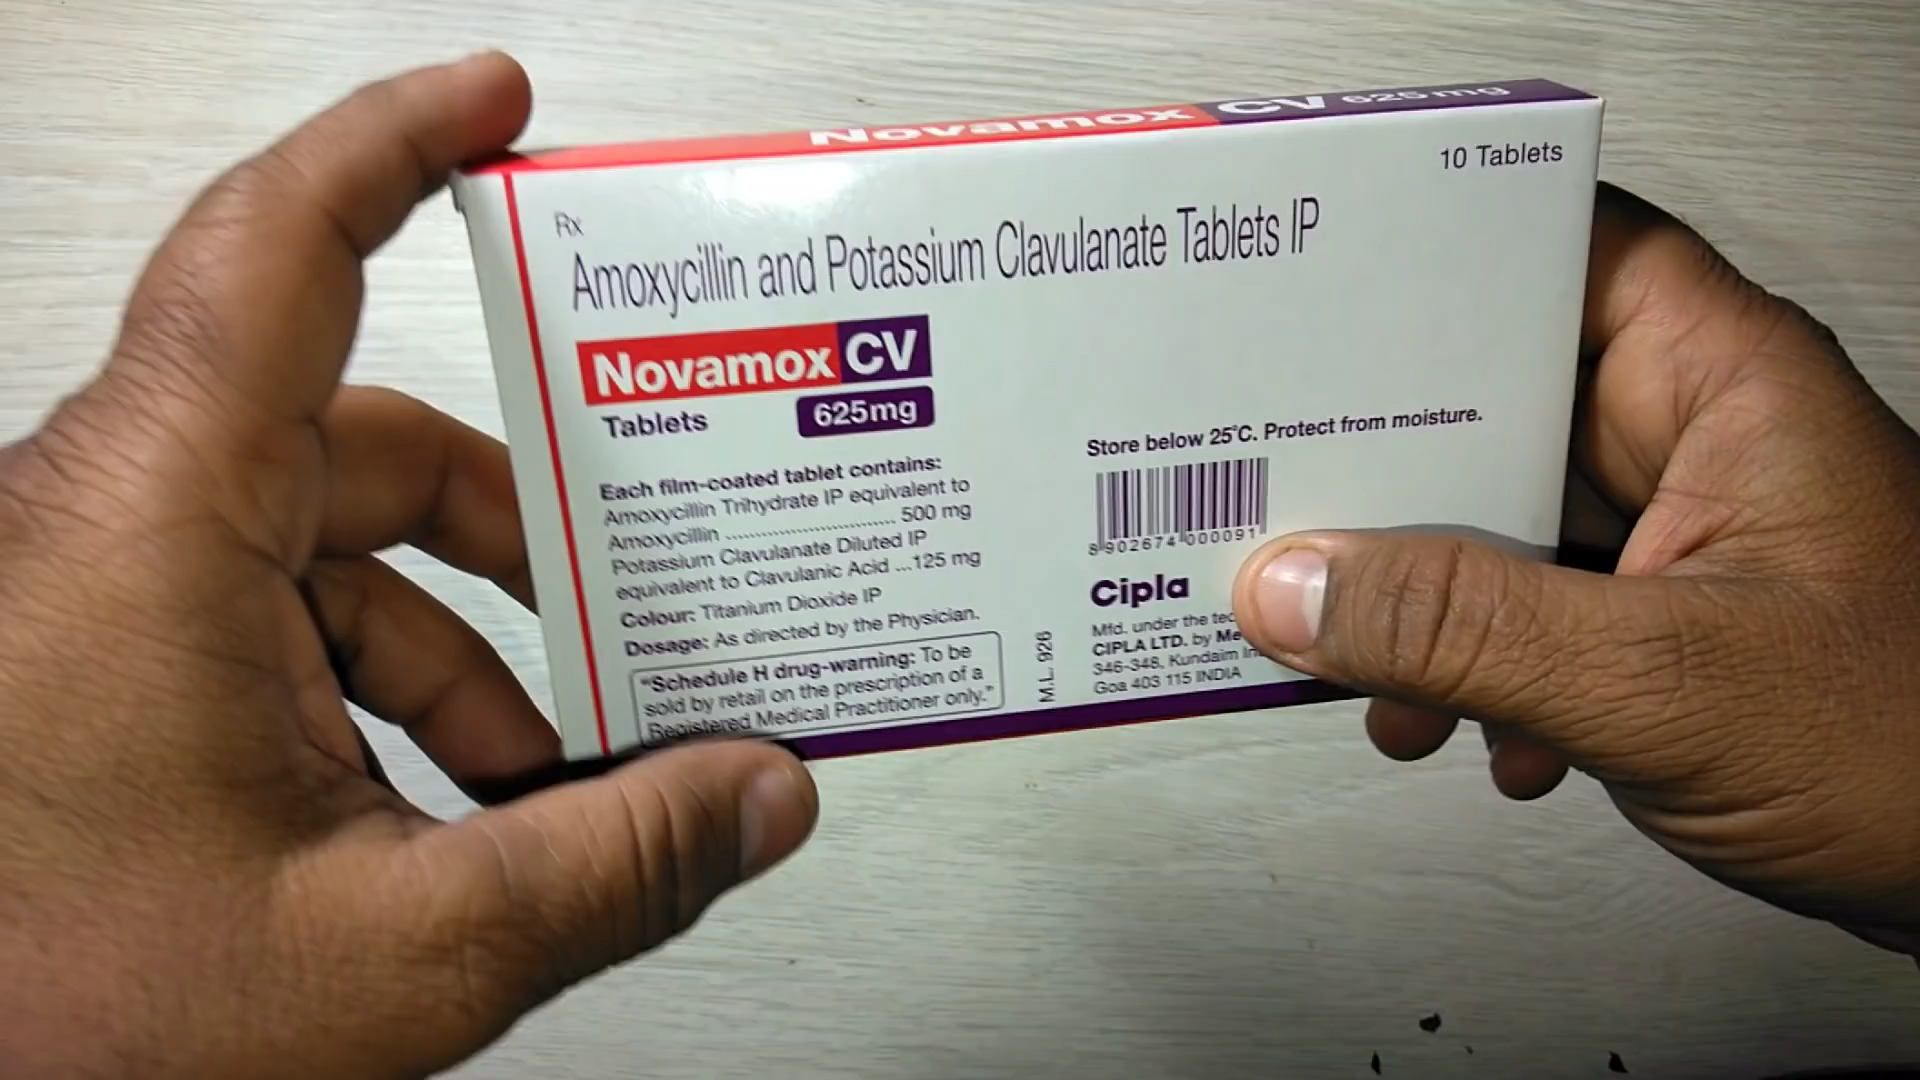 Novamox CV 625mg
10 Tablets
Rx
Amoxycillin and Potassium Clavulanate Tablets IP
Novamox CV
Tablets 625mg
Each film-coated tablet contains:
Amoxycillin Trihydrate IP equivalent to
Amoxycillin ............................ 500 mg
Potassium Clavulanate Diluted IP
equivalent to Clavulanic Acid ...125 mg
Colour: Titanium Dioxide IP
Dosage: As directed by the Physician.
"Schedule H drug-warning: To be
sold by retail on the prescription of a
Registered Medical Practitioner only."
M.L. 926
Store below 25°C. Protect from moisture.
8 902674 000091
Cipla
Mfd. under the
CIPLA LTD. by
346-348, Kundaim
Goa 403 115 INDIA